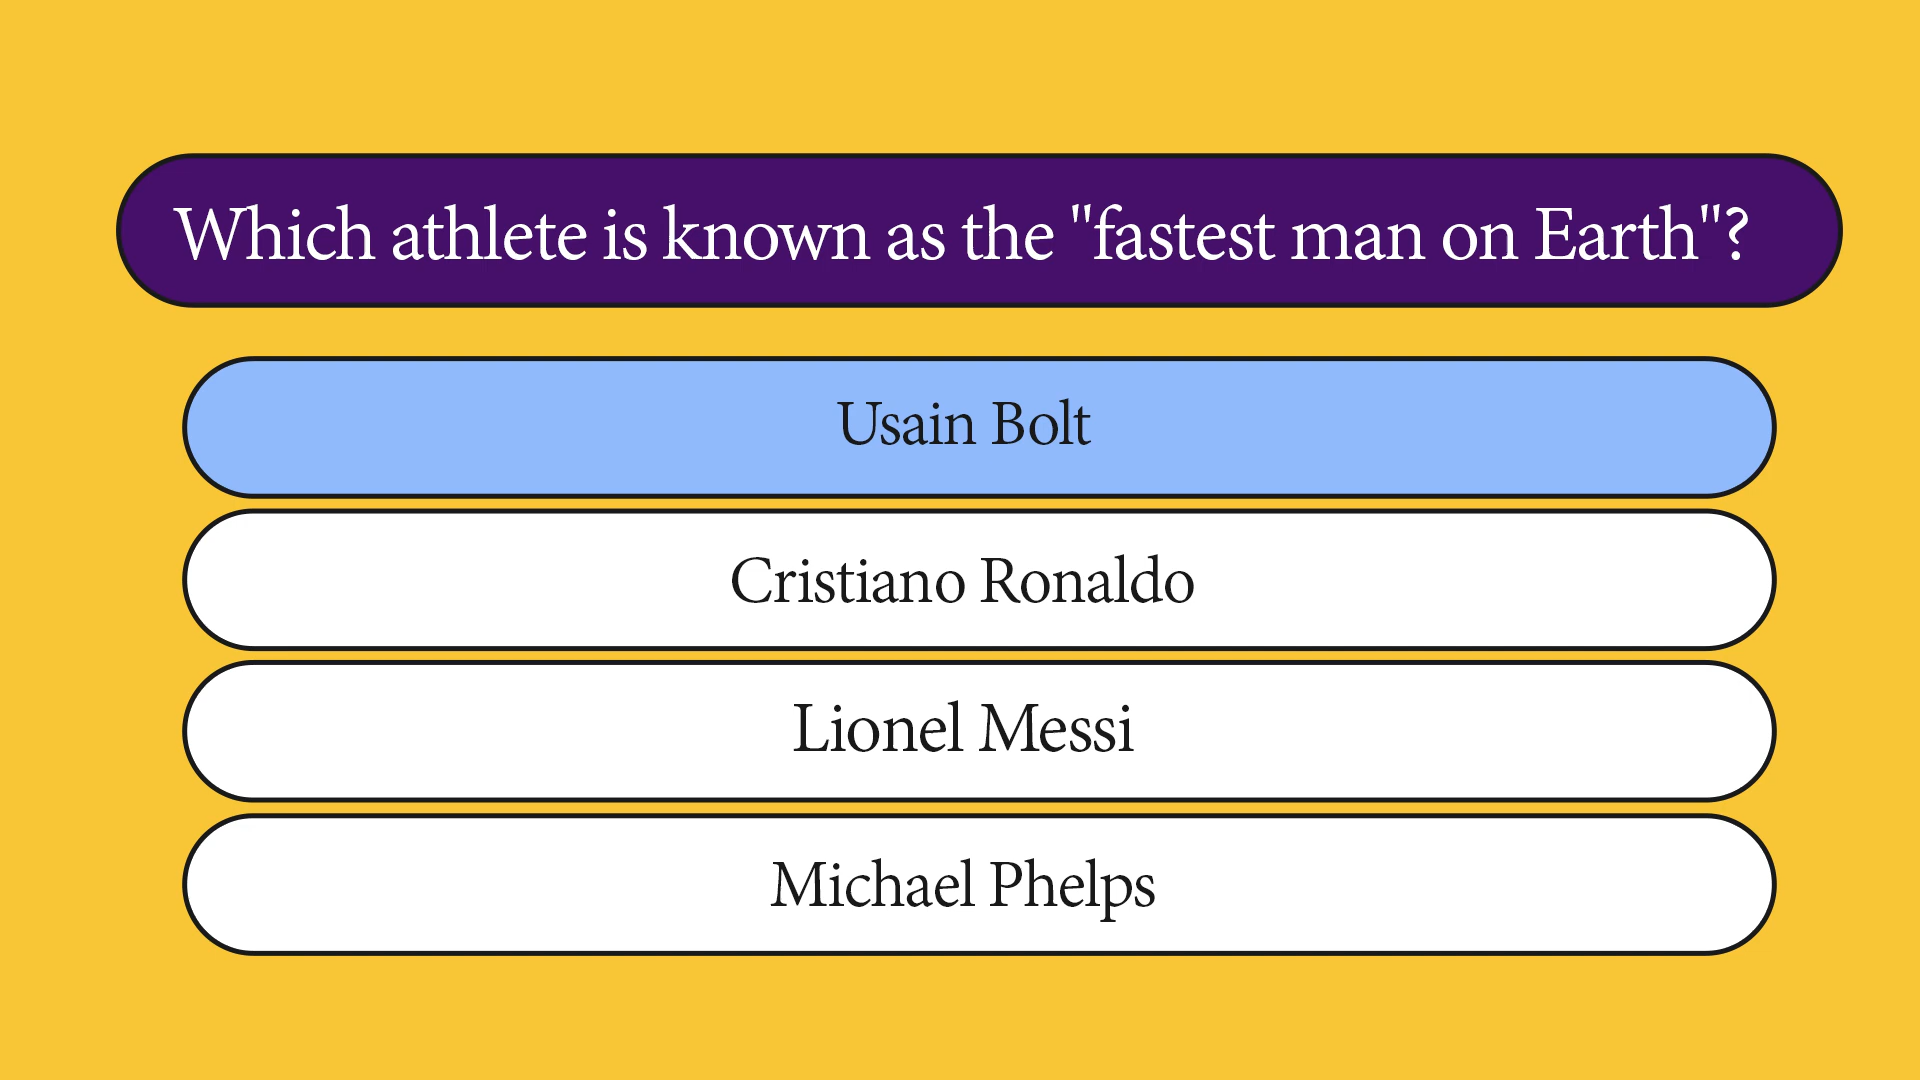 Which athlete is known as the "fastest man on Earth"?
Usain Bolt
Cristiano Ronaldo
Lionel Messi
Michael Phelps